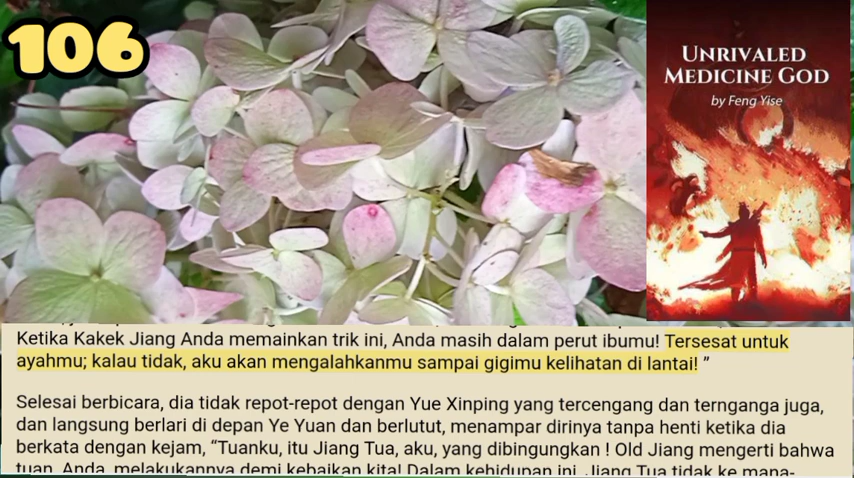 106
UNRIVALED
MEDICINE GOD
by Feng Yise
Ketika Kakek Jiang Anda memainkan trik ini, Anda masih dalam perut ibumu! Tersesat untuk
ayahmu; kalau tidak, aku akan mengalahkanmu sampai gigimu kelihatan di lantai! ”
Selesai berbicara, dia tidak repot-repot dengan Yue Xinping yang tercengang dan ternganga juga,
dan langsung berlari di depan Ye Yuan dan berlutut, menampar dirinya tanpa henti ketika dia
berkata dengan kejam, “Tuanku, itu Jiang Tua, aku, yang dibingungkan ! Old Jiang mengerti bahwa
tuan, Anda, melakukannya demi kebaikan kita! Dalam kehidupan ini, Jiang Tua tidak ke mana-